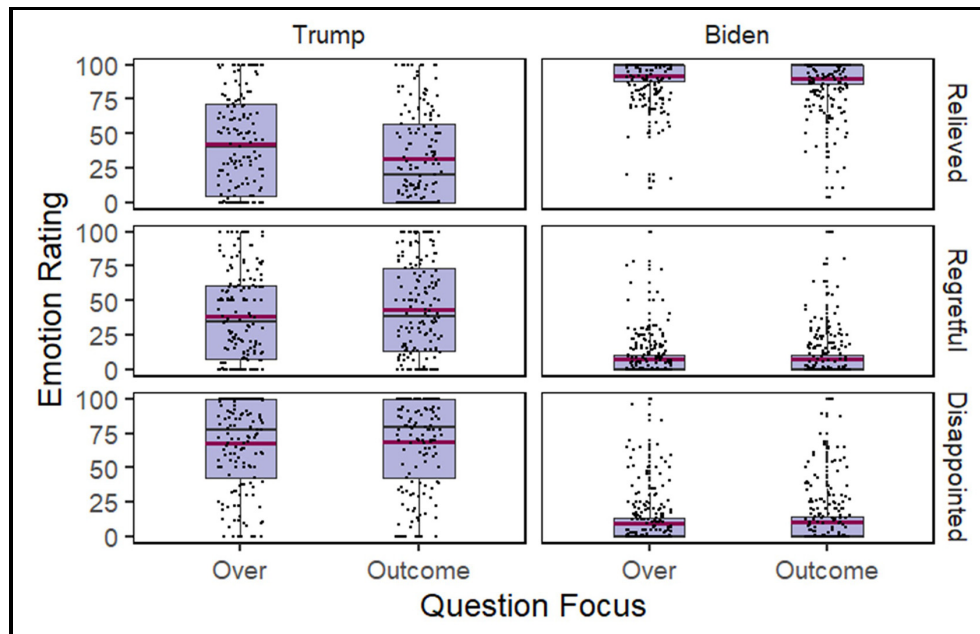 Trump Biden
100
75
50
25
0
Relieved
100
75
50
25
0
Regretful
100
75
50
25
0
Disappointed
Emotion Rating
Over Outcome Over Outcome
Question Focus